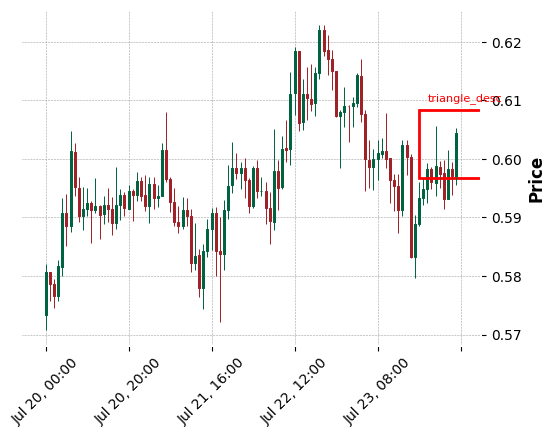 0.62
triangle_desc
0.61
0.60
0.59
0.58
0.57
Price
Jul 20, 00:00
Jul 20, 20:00
Jul 21, 16:00
Jul 22, 12:00
Jul 23, 08:00